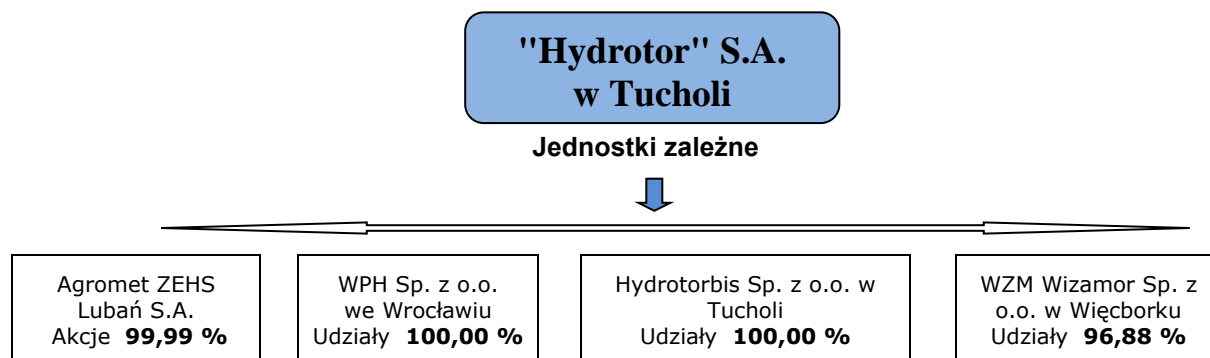 "Hydrotor" S.A.
w Tucholi
Jednostki zależne
Agromet ZEHS
Lubań S.A.
Akcje 99,99 %
WPH Sp. z o.o.
we Wrocławiu
Udziały 100,00 %
Hydrotorbis Sp. z o.o. w
Tucholi
Udziały 100,00 %
WZM Wizamor Sp. z
o.o. w Więcborku
Udziały 96,88 %